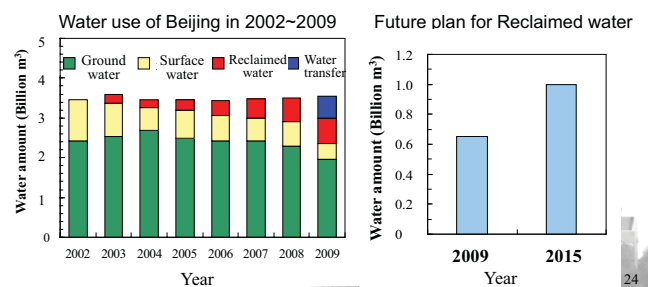 Water use of Beijing in 2002~2009
5
4
3
2
1
0
Water amount (Billion m³)
Ground water
Surface water
Reclaimed water
Water transfer
2002 2003 2004 2005 2006 2007 2008 2009
Year
Future plan for Reclaimed water
1.2
1.0
0.8
0.6
0.4
0.2
0
Water amount (Billion m³)
2009 2015
Year
24